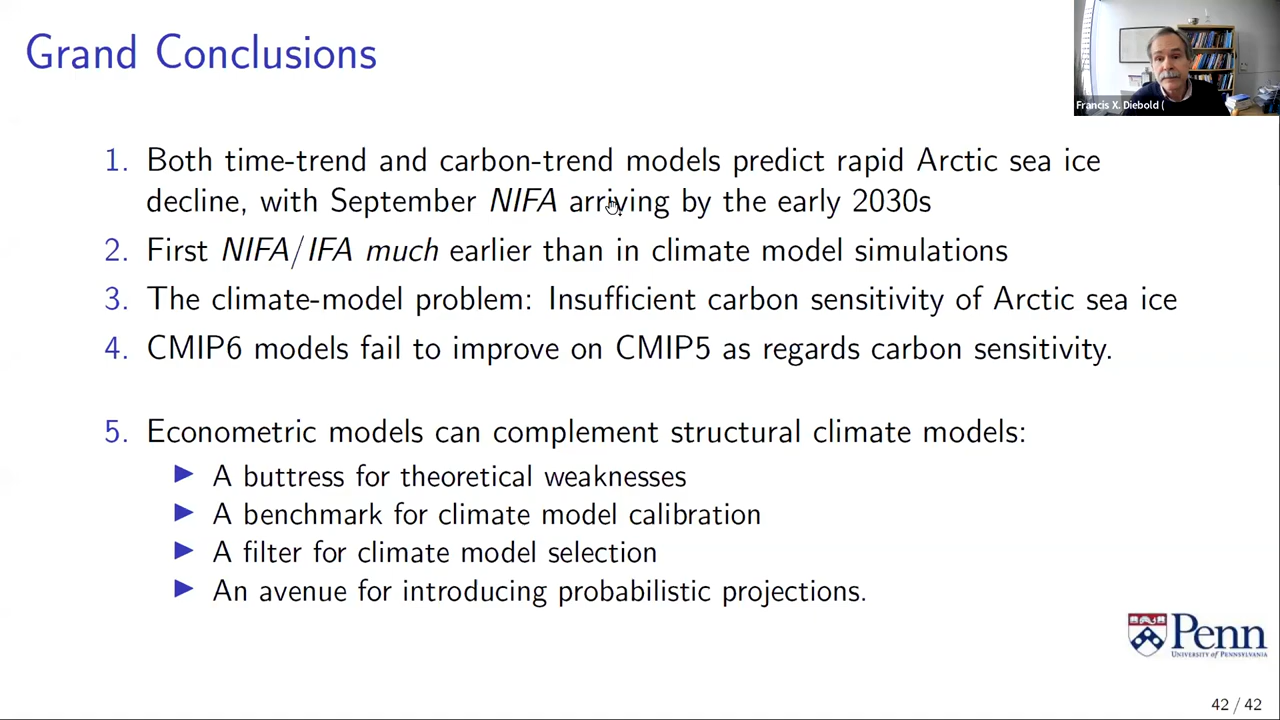 Grand Conclusions
Francis X. Diebold (
1. Both time-trend and carbon-trend models predict rapid Arctic sea ice
decline, with September NIFA arriving by the early 2030s
2. First NIFA/IFA much earlier than in climate model simulations
3. The climate-model problem: Insufficient carbon sensitivity of Arctic sea ice
4. CMIP6 models fail to improve on CMIP5 as regards carbon sensitivity.
5. Econometric models can complement structural climate models:
▶ A buttress for theoretical weaknesses
▶ A benchmark for climate model calibration
▶ A filter for climate model selection
▶ An avenue for introducing probabilistic projections.
Penn
UNIVERSITY of PENNSYLVANIA
42 / 42